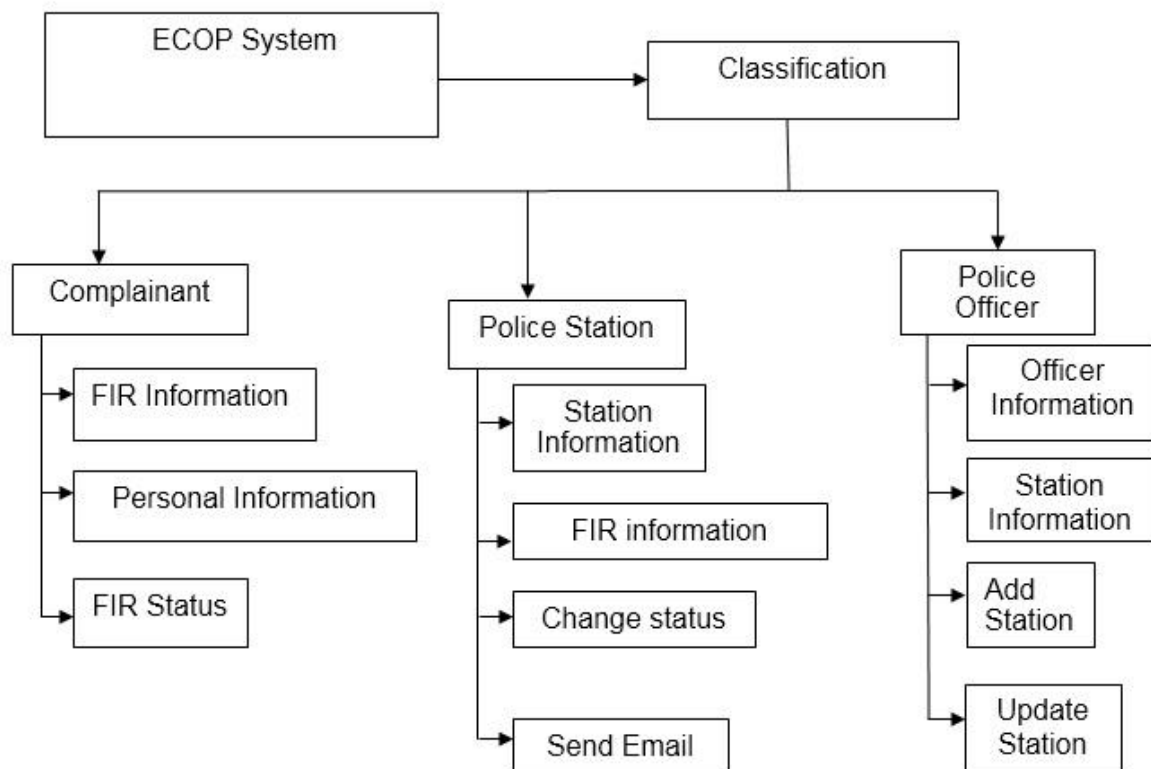 ECOP System
Classification
Complainant
FIR Information
Personal Information
FIR Status
Police Station
Station
Information
FIR information
Change status
Send Email
Police
Officer
Officer
Information
Station
Information
Add
Station
Update
Station